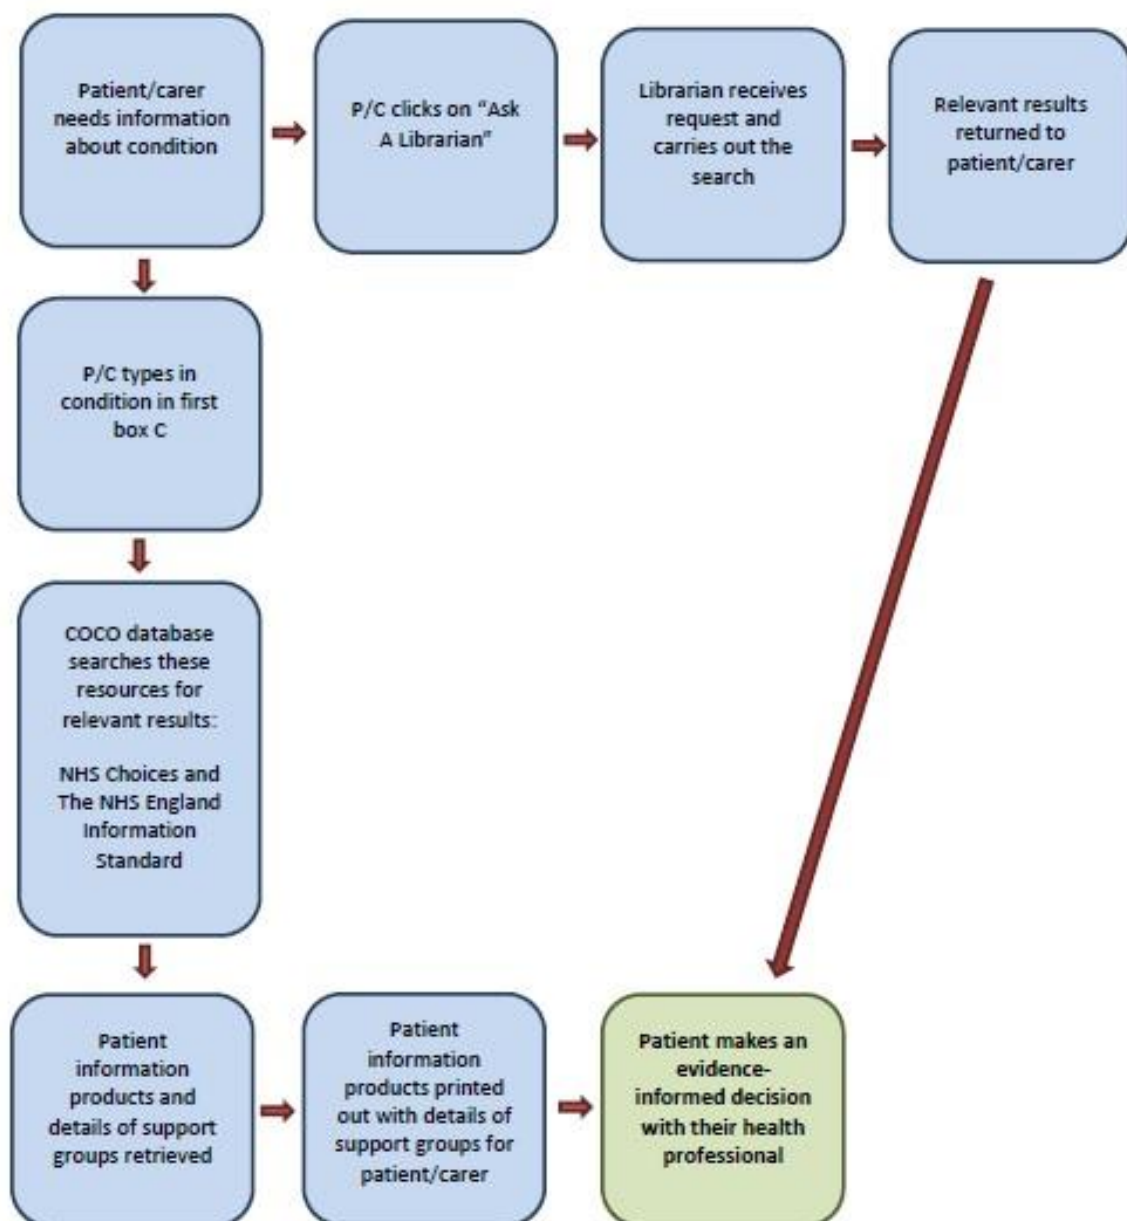 Patient/carer
needs information
about condition
P/C clicks on “Ask
A Librarian”
Librarian receives
request and
carries out the
search
Relevant results
returned to
patient/carer
P/C types in
condition in first
box C
COCO database
searches these
resources for
relevant results:
NHS Choices and
The NHS England
Information
Standard
Patient
information
products and
details of support
groups retrieved
Patient
information
products printed
out with details of
support groups for
patient/carer
Patient makes an
evidence-
informed decision
with their health
professional